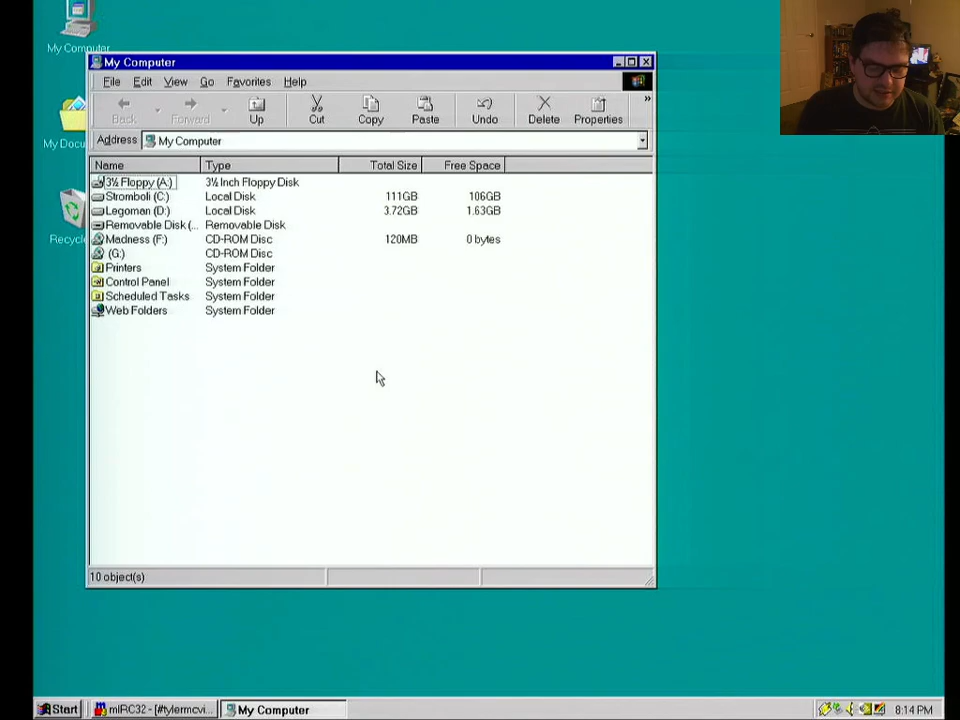 My Computer
My Docu
Recycl
My Computer
File Edit View Go Favorites Help
Back Forward Up Cut Copy Paste Undo Delete Properties »
Address My Computer
Name Type Total Size Free Space
3½ Floppy (A:) 3½ Inch Floppy Disk
Stromboli (C:) Local Disk 111GB 106GB
Legoman (D:) Local Disk 3.72GB 1.63GB
Removable Disk (... Removable Disk
Madness (F:) CD-ROM Disc 120MB 0 bytes
(G:) CD-ROM Disc
Printers System Folder
Control Panel System Folder
Scheduled Tasks System Folder
Web Folders System Folder
10 object(s)
Start mIRC32 - [#tylermcvi... My Computer 8:14 PM